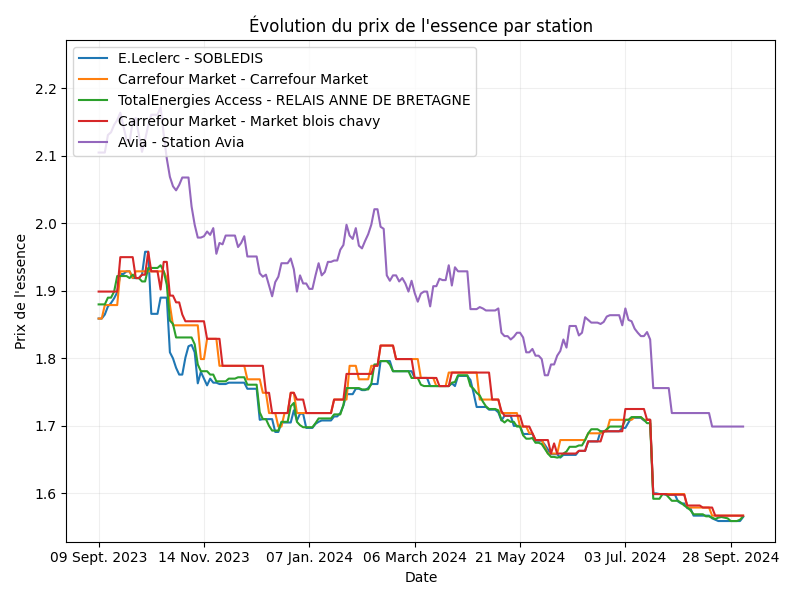 Évolution du prix de l'essence par station
E.Leclerc - SOBLEDIS
Carrefour Market - Carrefour Market
TotalEnergies Access - RELAIS ANNE DE BRETAGNE
Carrefour Market - Market blois chavy
Avia - Station Avia
Prix de l'essence
2.2
2.1
2.0
1.9
1.8
1.7
1.6
09 Sept. 2023 14 Nov. 2023 07 Jan. 2024 06 March 2024 21 May 2024 03 Jul. 2024 28 Sept. 2024
Date